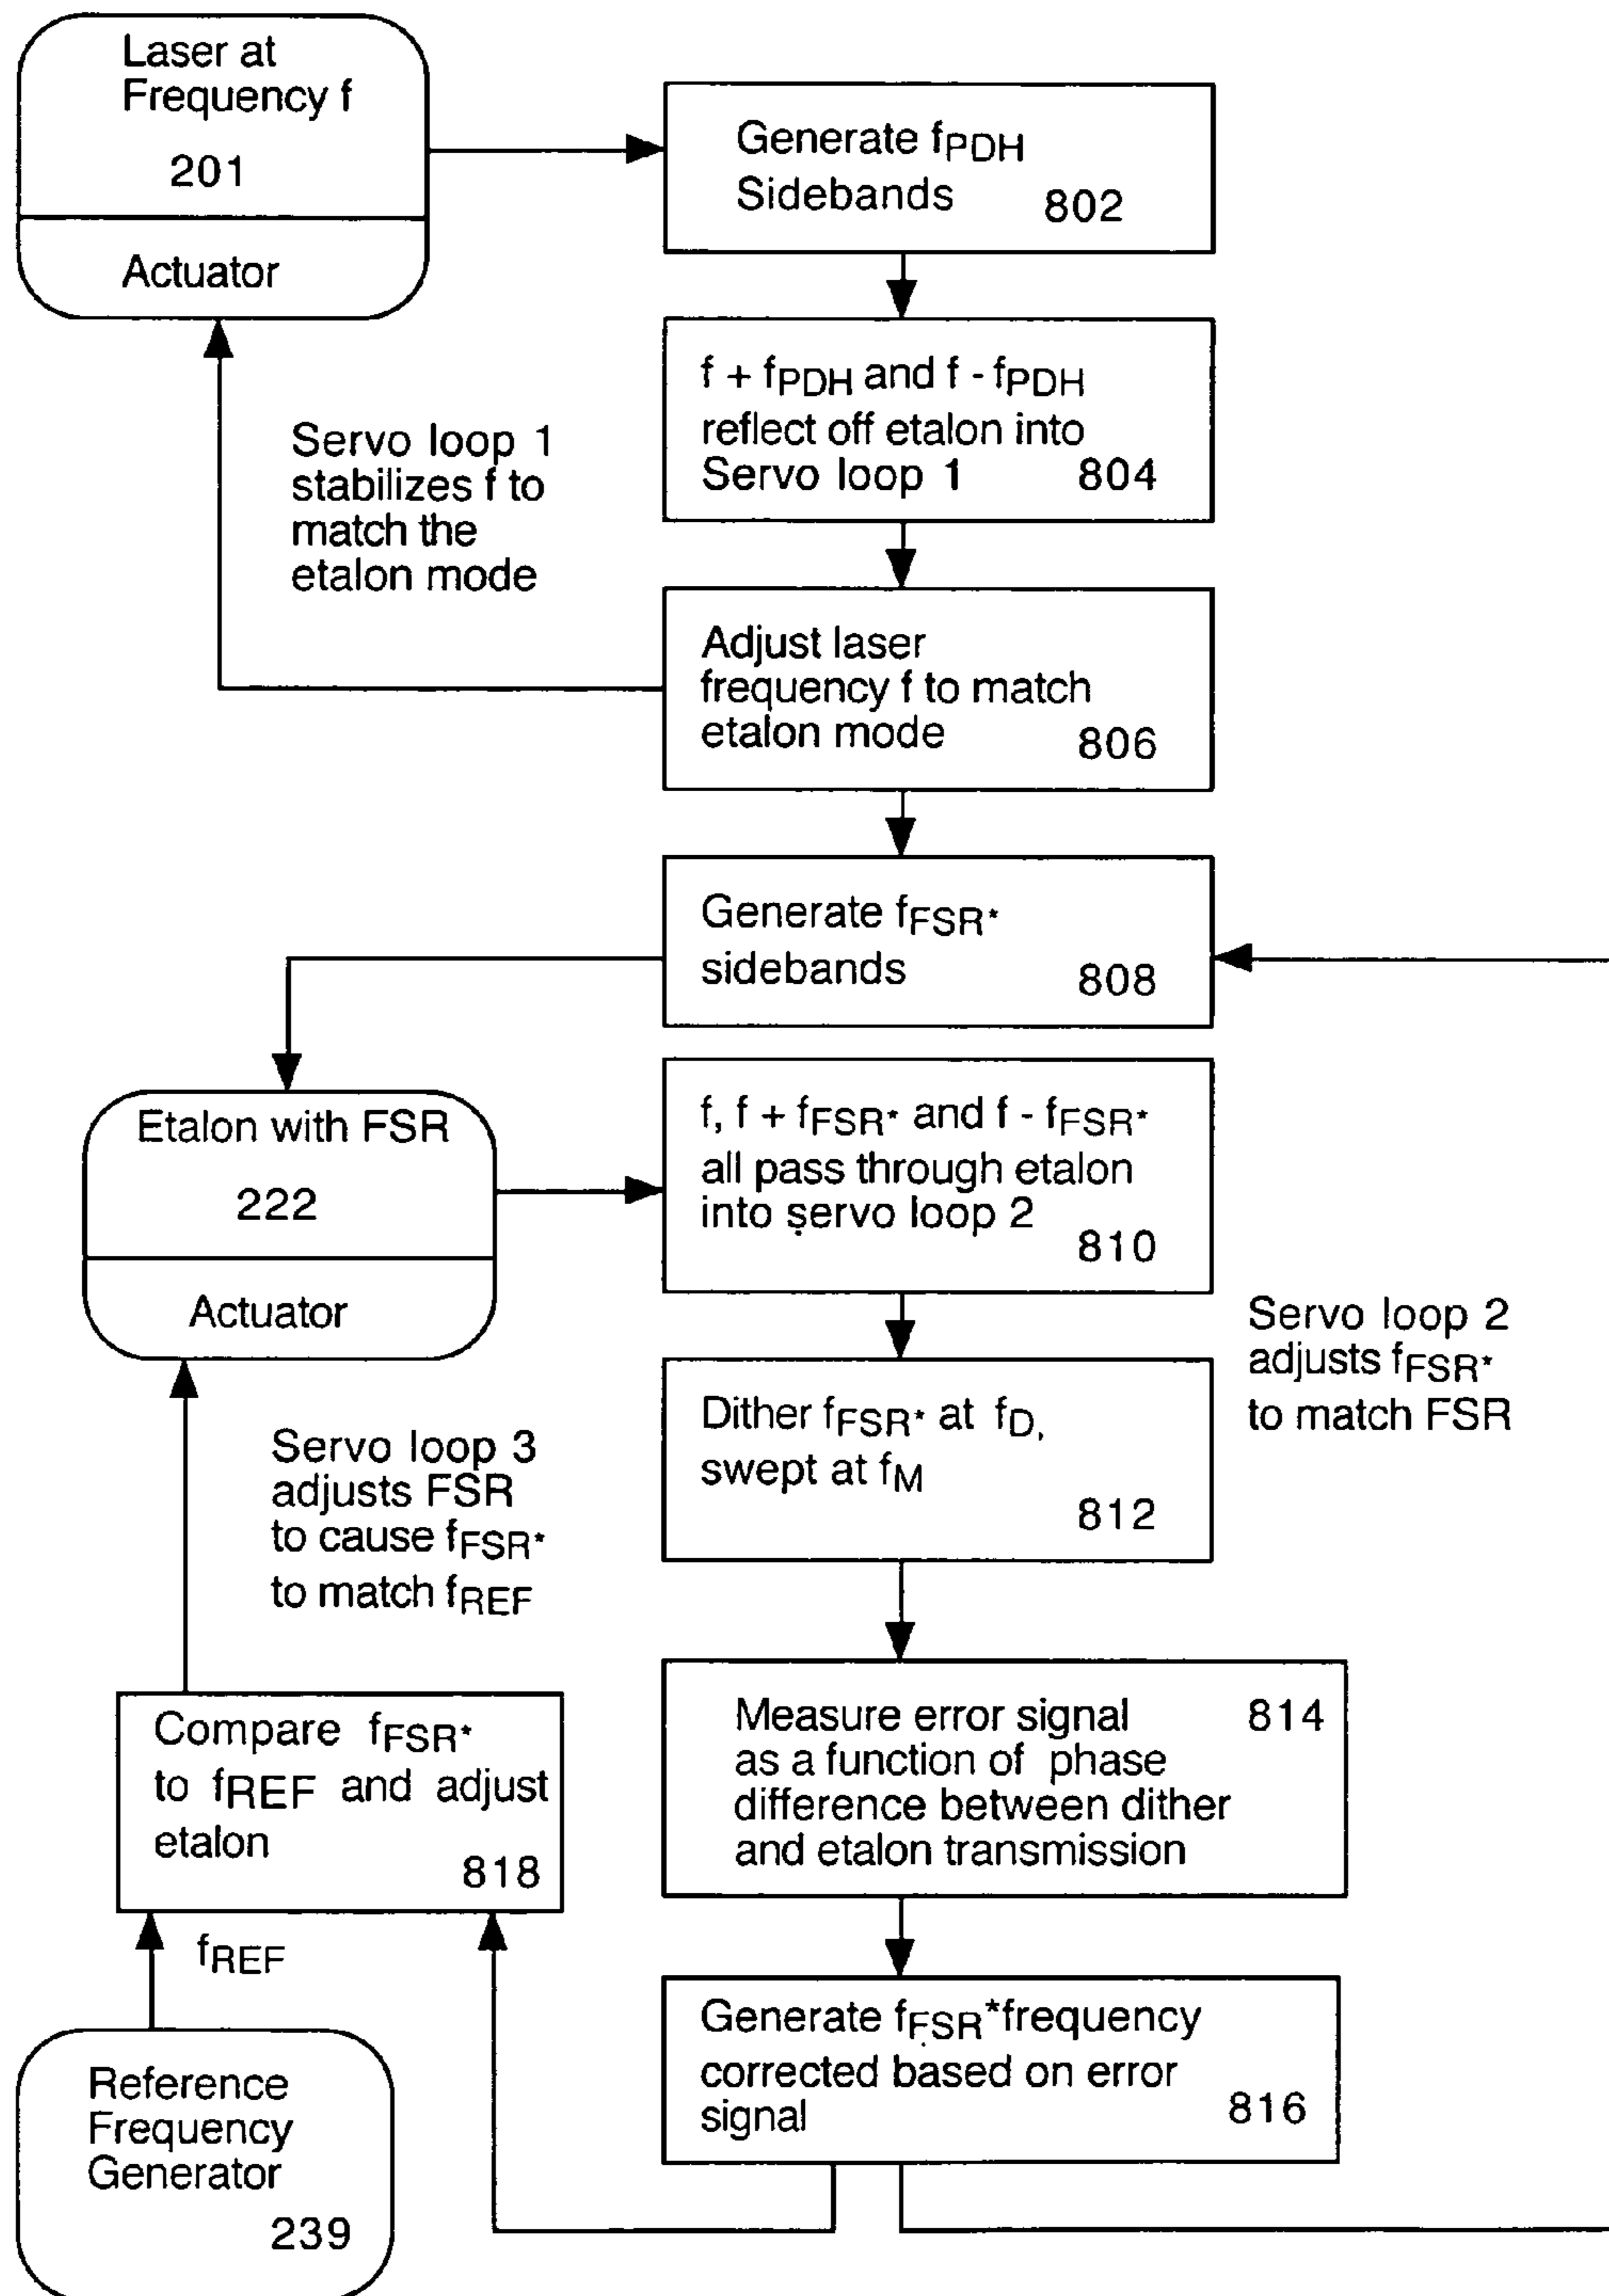 Laser at
Frequency f
201
Actuator
Generate fPDH
Sidebands 802
f + fPDH and f - fPDH
reflect off etalon into
Servo loop 1 804
Servo loop 1
stabilizes f to
match the
etalon mode
Adjust laser
frequency f to match
etalon mode 806
Generate fFSR*
sidebands 808
Etalon with FSR
222
Actuator
f, f + fFSR* and f - fFSR*
all pass through etalon
into servo loop 2
810
Servo loop 2
adjusts fFSR*
to match FSR
Dither fFSR* at fD,
swept at fM
812
Servo loop 3
adjusts FSR
to cause fFSR*
to match fREF
Measure error signal 814
as a function of phase
difference between dither
and etalon transmission
Compare fFSR*
to fREF and adjust
etalon
818
fREF
Generate fFSR*frequency
corrected based on error
signal 816
Reference
Frequency
Generator
239